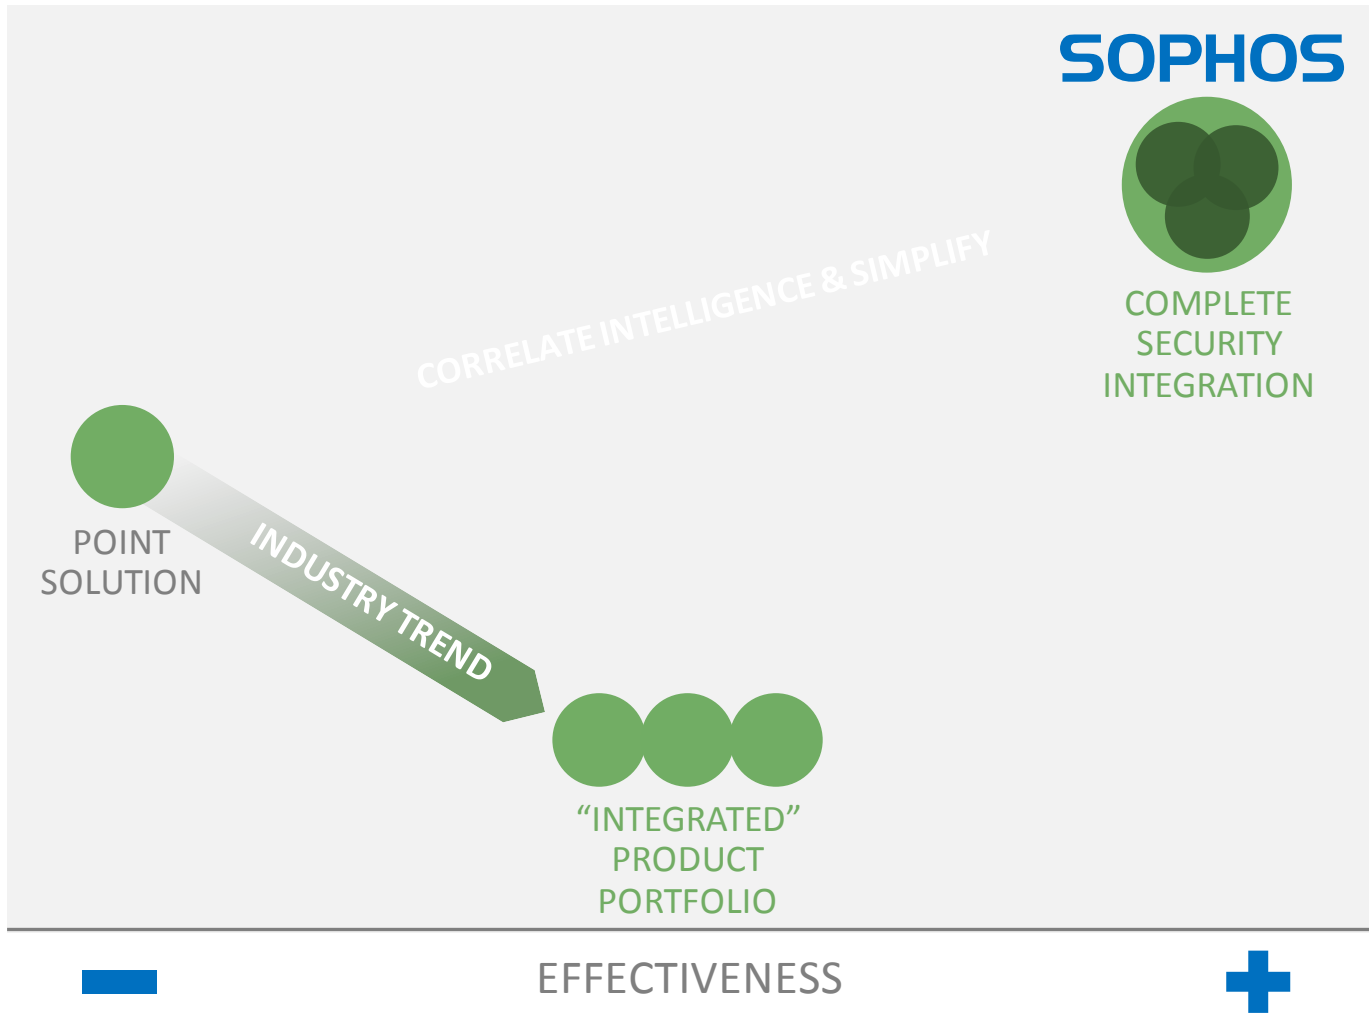 SOPHOS
COMPLETE
SECURITY
INTEGRATION
CORRELATE INTELLIGENCE & SIMPLIFY
POINT
SOLUTION
INDUSTRY TREND
“INTEGRATED”
PRODUCT
PORTFOLIO
EFFECTIVENESS